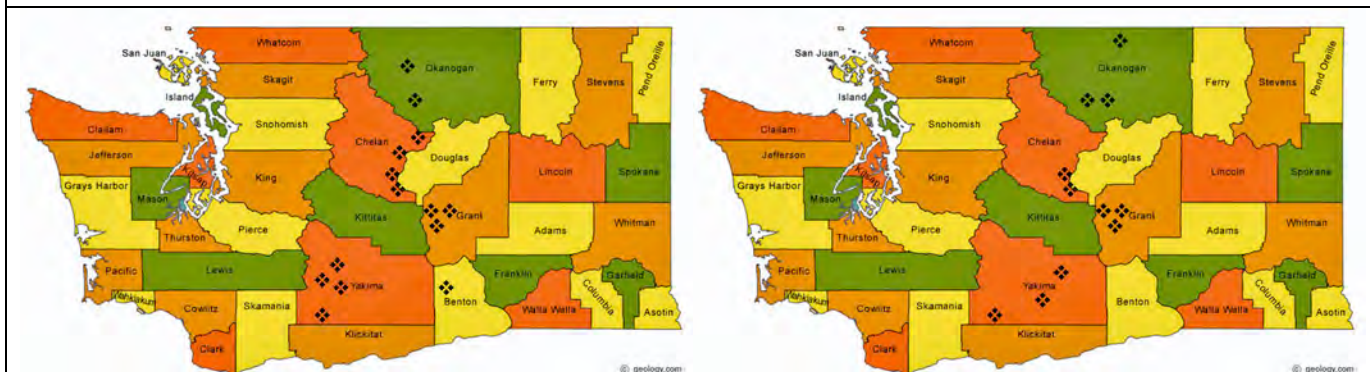 Whatcom
San Juan
Skagit
Island
Okanogan
Ferry
Stevens
Pend Oreille
Clallam
Snohomish
Chelan
Jefferson
Kitsap
Douglas
Lincoln
Spokane
Grays Harbor
Mason
King
Kittitas
Grant
Pierce
Adams
Whitman
Thurston
Pacific
Lewis
Yakima
Franklin
Garfield
Wahkiakum
Cowlitz
Skamania
Benton
Columbia
Walla Walla
Asotin
Klickitat
Clark
© geology.com
Whatcom
San Juan
Skagit
Island
Okanogan
Ferry
Stevens
Pend Oreille
Clallam
Snohomish
Chelan
Jefferson
Kitsap
Douglas
Lincoln
Spokane
Grays Harbor
Mason
King
Kittitas
Grant
Pierce
Adams
Whitman
Thurston
Pacific
Lewis
Yakima
Franklin
Garfield
Wahkiakum
Cowlitz
Skamania
Benton
Columbia
Walla Walla
Asotin
Klickitat
Clark
© geology.com